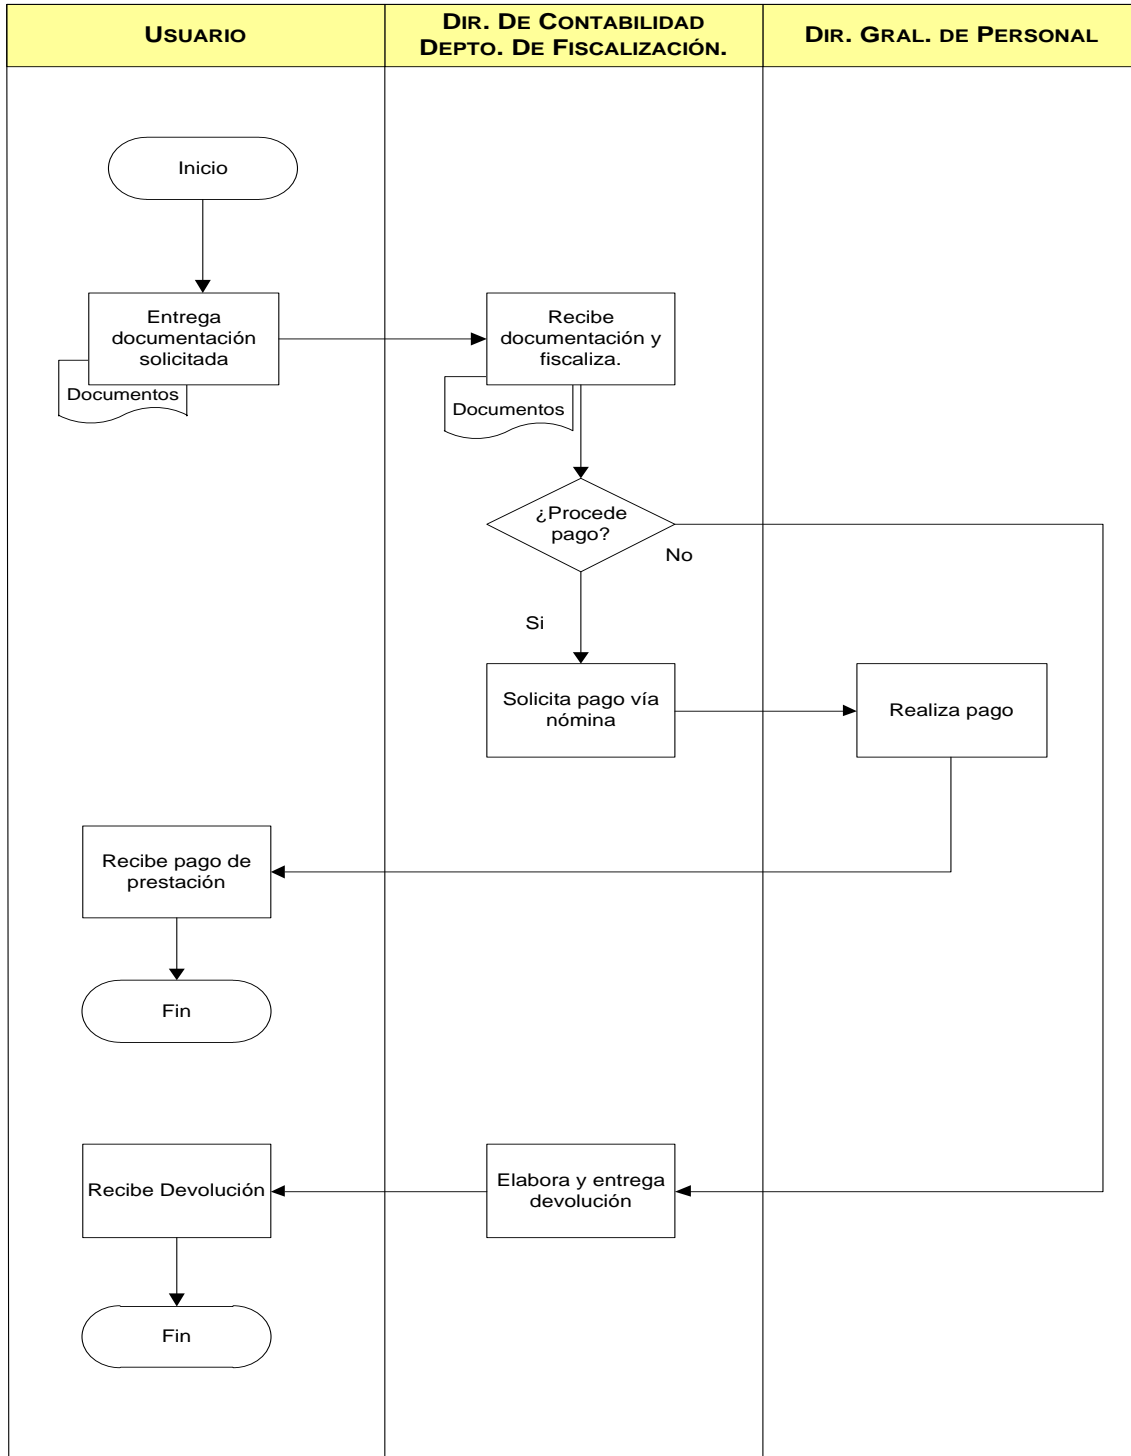 USUARIO
DIR. DE CONTABILIDAD
DEPTO. DE FISCALIZACIÓN.
DIR. GRAL. DE PERSONAL
Inicio
Entrega
documentación
solicitada
Documentos
Recibe
documentación y
fiscaliza.
Documentos
¿Procede
pago?
No
Si
Solicita pago vía
nómina
Realiza pago
Recibe pago de
prestación
Fin
Elabora y entrega
devolución
Recibe Devolución
Fin